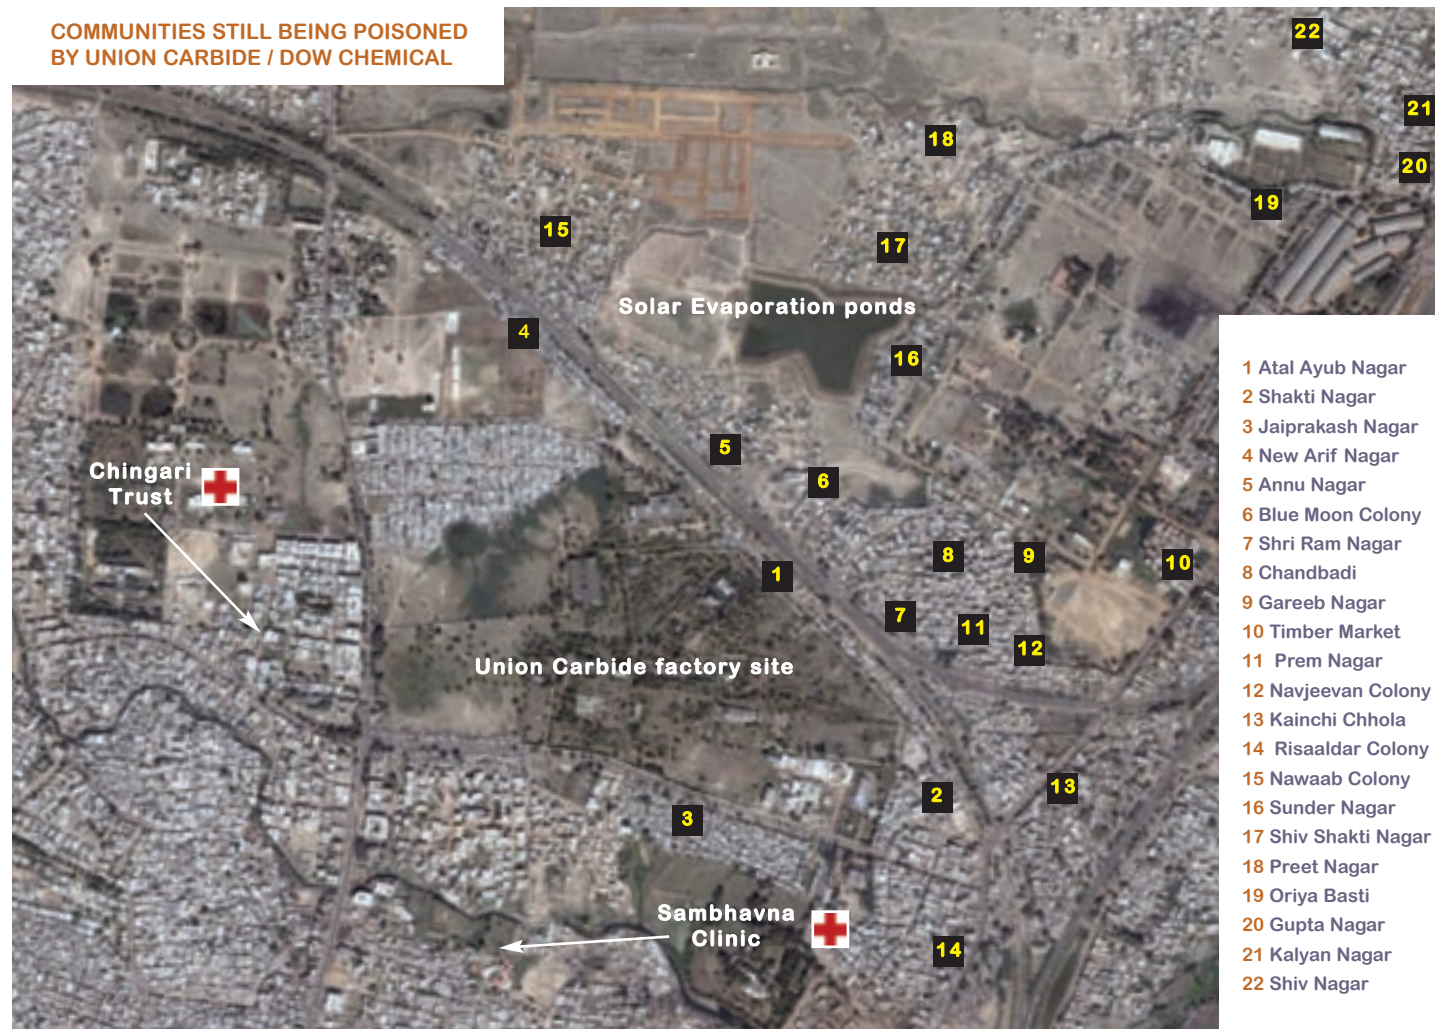 COMMUNITIES STILL BEING POISONED
BY UNION CARBIDE / DOW CHEMICAL
22
21
18
20
19
15
17
Solar Evaporation ponds
4
16
5
Chingari
Trust
6
8
9
10
1
7
11
12
Union Carbide factory site
2
13
3
Sambhavna
Clinic
14
1 Atal Ayub Nagar
2 Shakti Nagar
3 Jaiprakash Nagar
4 New Arif Nagar
5 Annu Nagar
6 Blue Moon Colony
7 Shri Ram Nagar
8 Chandbadi
9 Gareeb Nagar
10 Timber Market
11 Prem Nagar
12 Navjeevan Colony
13 Kainchi Chhola
14 Risaaldar Colony
15 Nawaab Colony
16 Sunder Nagar
17 Shiv Shakti Nagar
18 Preet Nagar
19 Oriya Basti
20 Gupta Nagar
21 Kalyan Nagar
22 Shiv Nagar